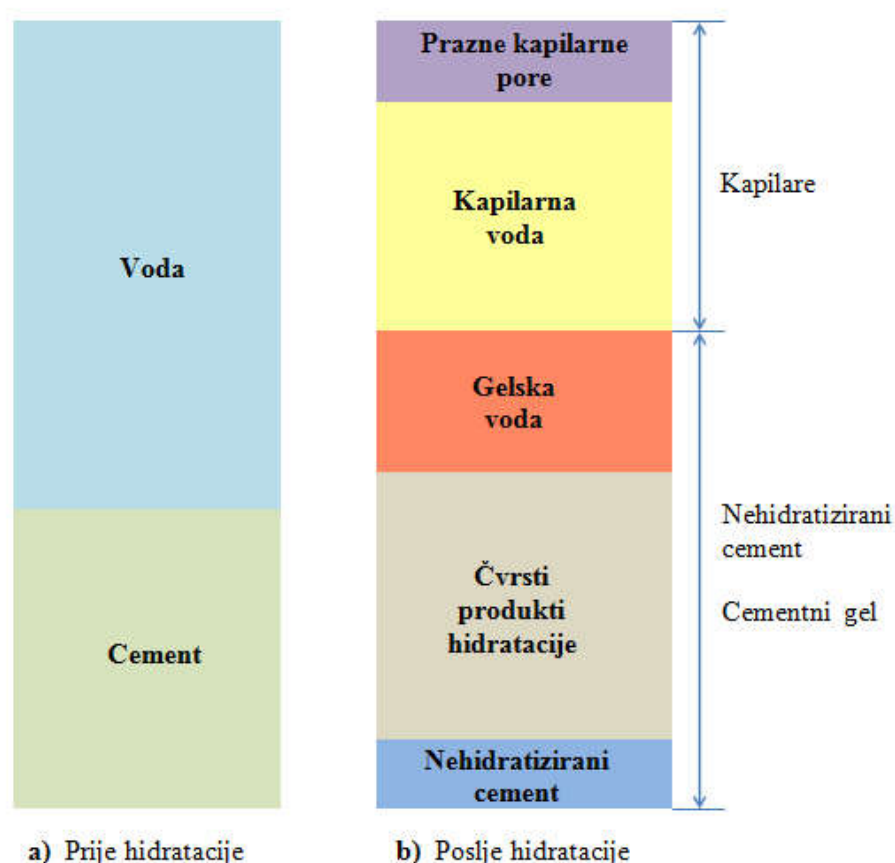 Voda
Cement
a) Prije hidratacije
Prazne kapilarne
pore
Kapilarna
voda
Gelska
voda
Čvrsti
produkti
hidratacije
Nehidratizirani
cement
b) Poslje hidratacije
Kapilare
Nehidratizirani
cement
Cementni gel